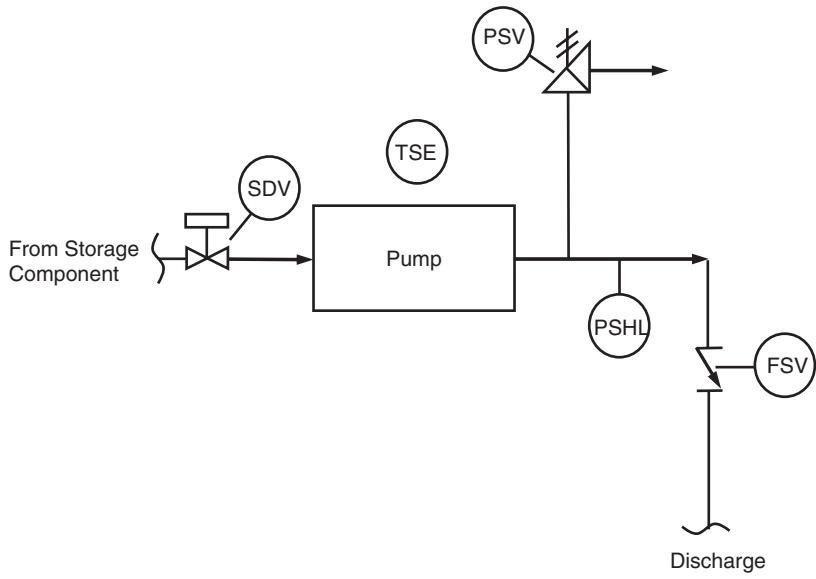 PSV
TSE
SDV
From Storage
Component
Pump
PSHL
FSV
Discharge